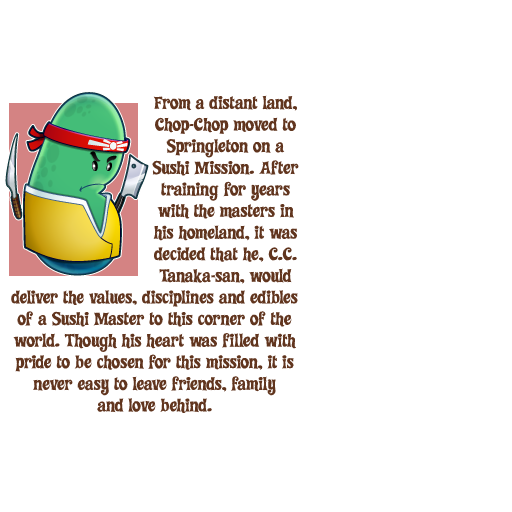 From a distant land,
Chop-Chop moved to
Springleton on a
Sushi Mission. After
training for years
with the masters in
his homeland, it was
decided that he, C.C.
Tanaka-san, would
deliver the values, disciplines and edibles
of a Sushi Master to this corner of the
world. Though his heart was filled with
pride to be chosen for this mission, it is
never easy to leave friends, family
and love behind.